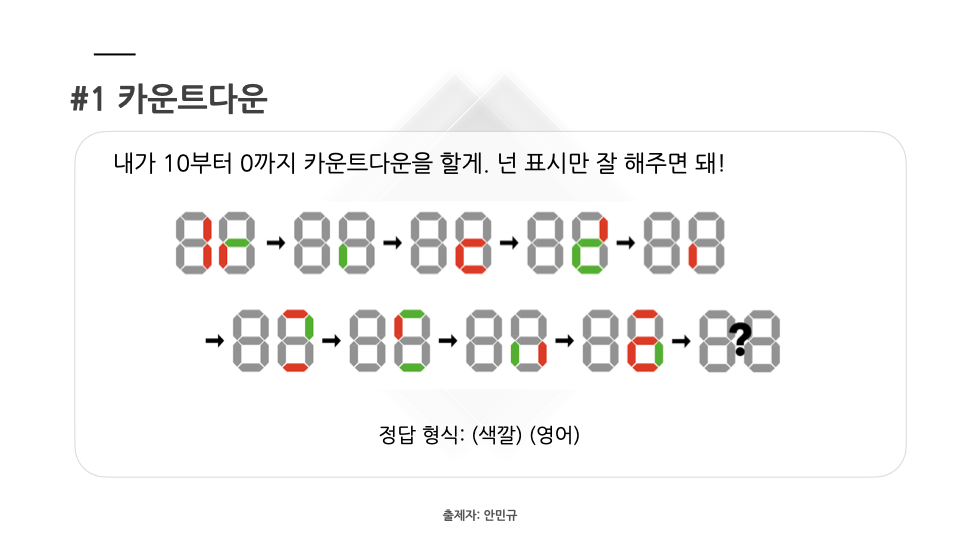 #1 카운트다운
내가 10부터 0까지 카운트다운을 할게. 넌 표시만 잘 해주면 돼!
?
정답 형식: (색깔) (영어)
출제자: 안민규